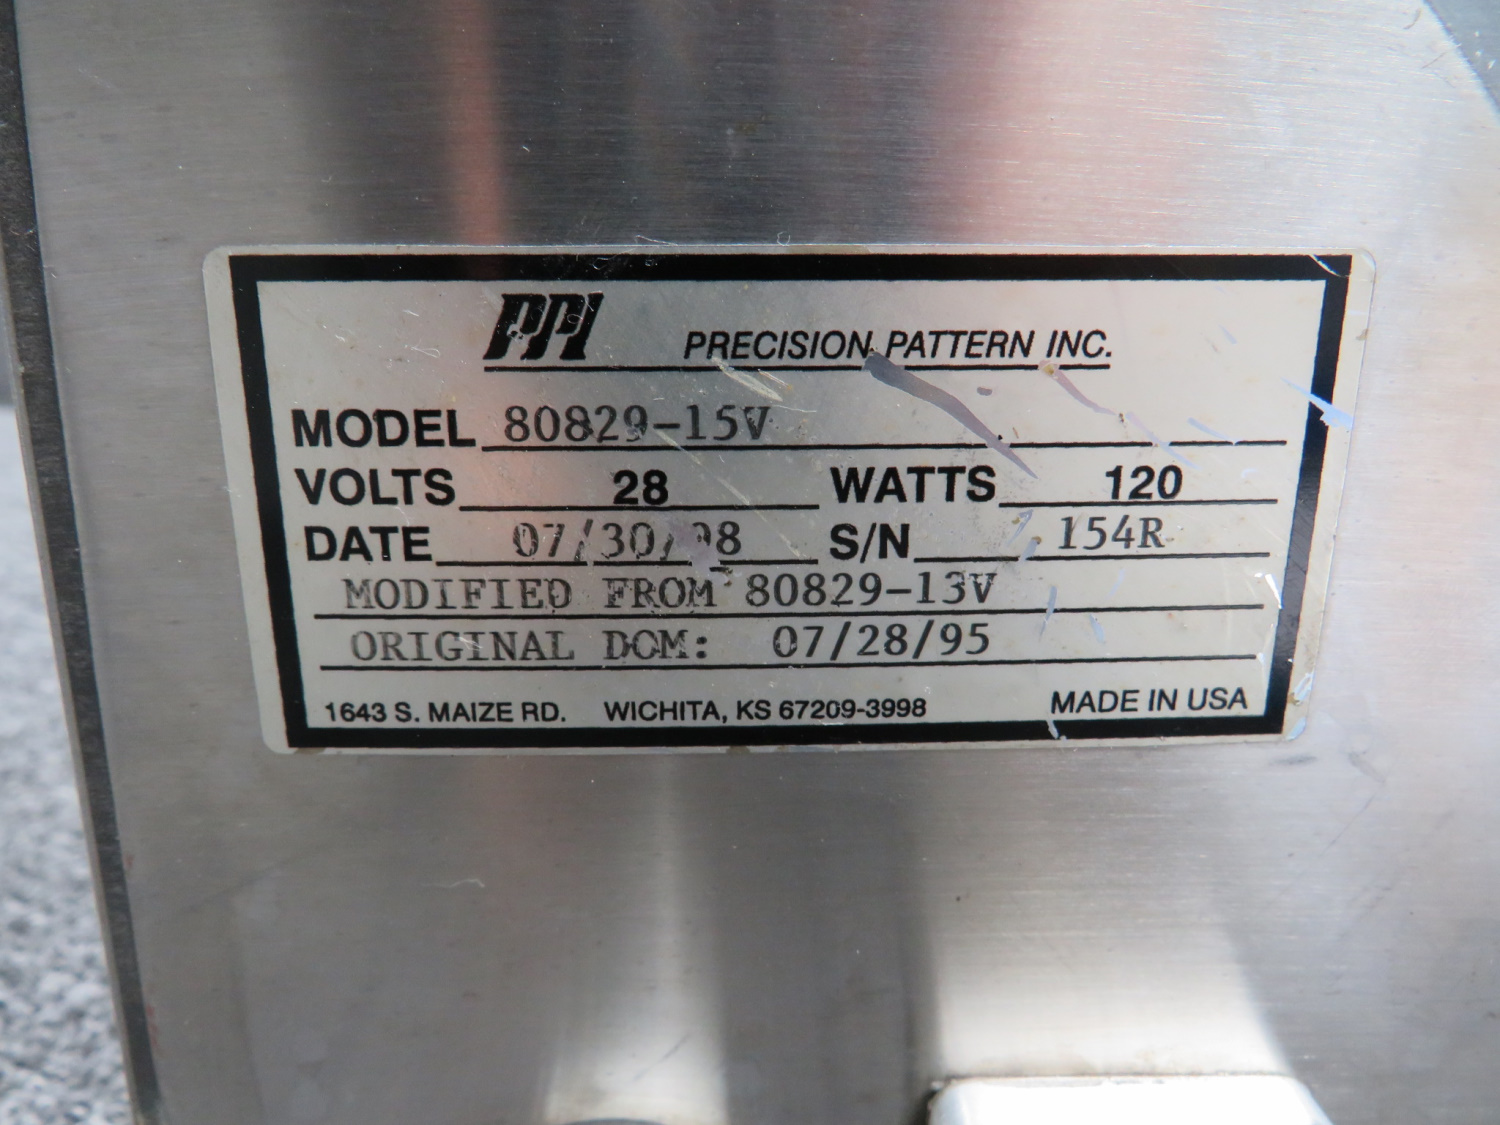 PPI PRECISION PATTERN INC.
MODEL 80829-15V
VOLTS 28 WATTS 120
DATE 07/30/98 S/N 154R
MODIFIED FROM 80829-13V
ORIGINAL DOM: 07/28/95
1643 S. MAIZE RD. WICHITA, KS 67209-3998 MADE IN USA